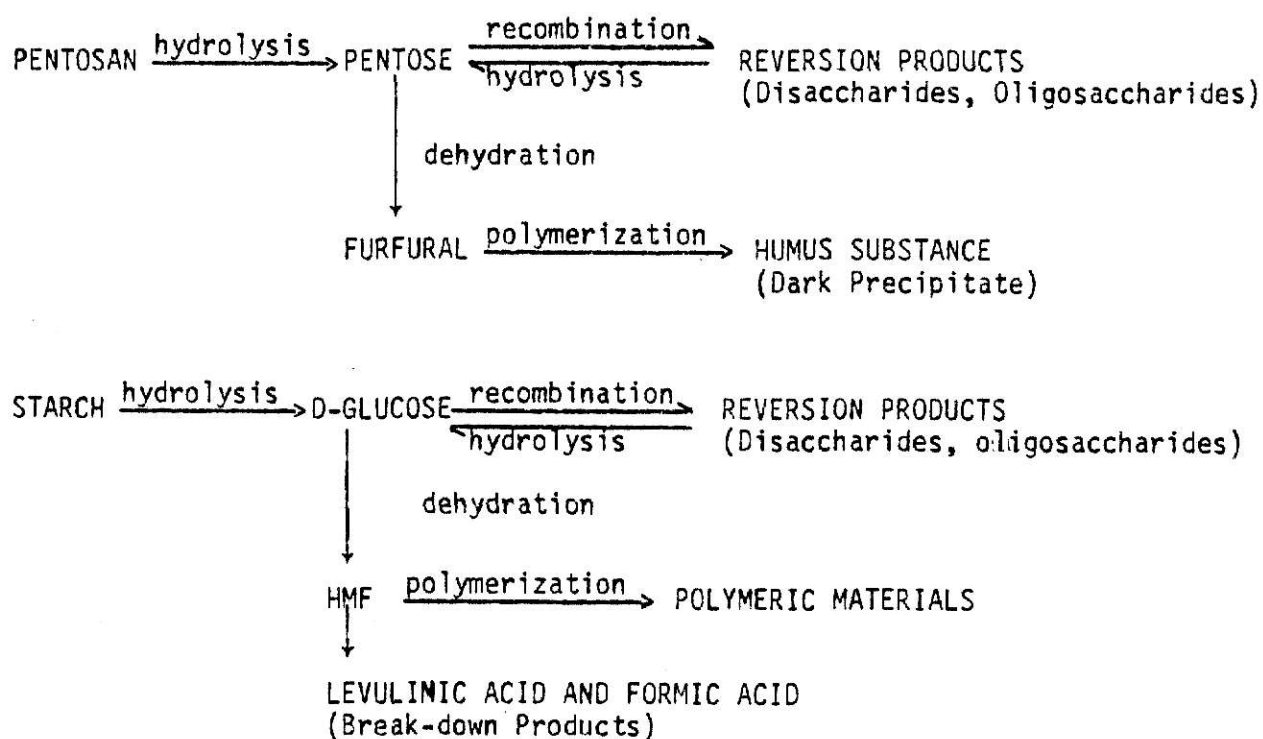 recombination
PENTOSAN hydrolysis PENTOSE REVERSION PRODUCTS
hydrolysis (Disaccharides, Oligosaccharides)
dehydration
FURFURAL polymerization HUMUS SUBSTANCE
(Dark Precipitate)
STARCH hydrolysis D-GLUCOSE recombination REVERSION PRODUCTS
hydrolysis (Disaccharides, oligosaccharides)
dehydration
HMF polymerization POLYMERIC MATERIALS
LEVULINIC ACID AND FORMIC ACID
(Break-down Products)